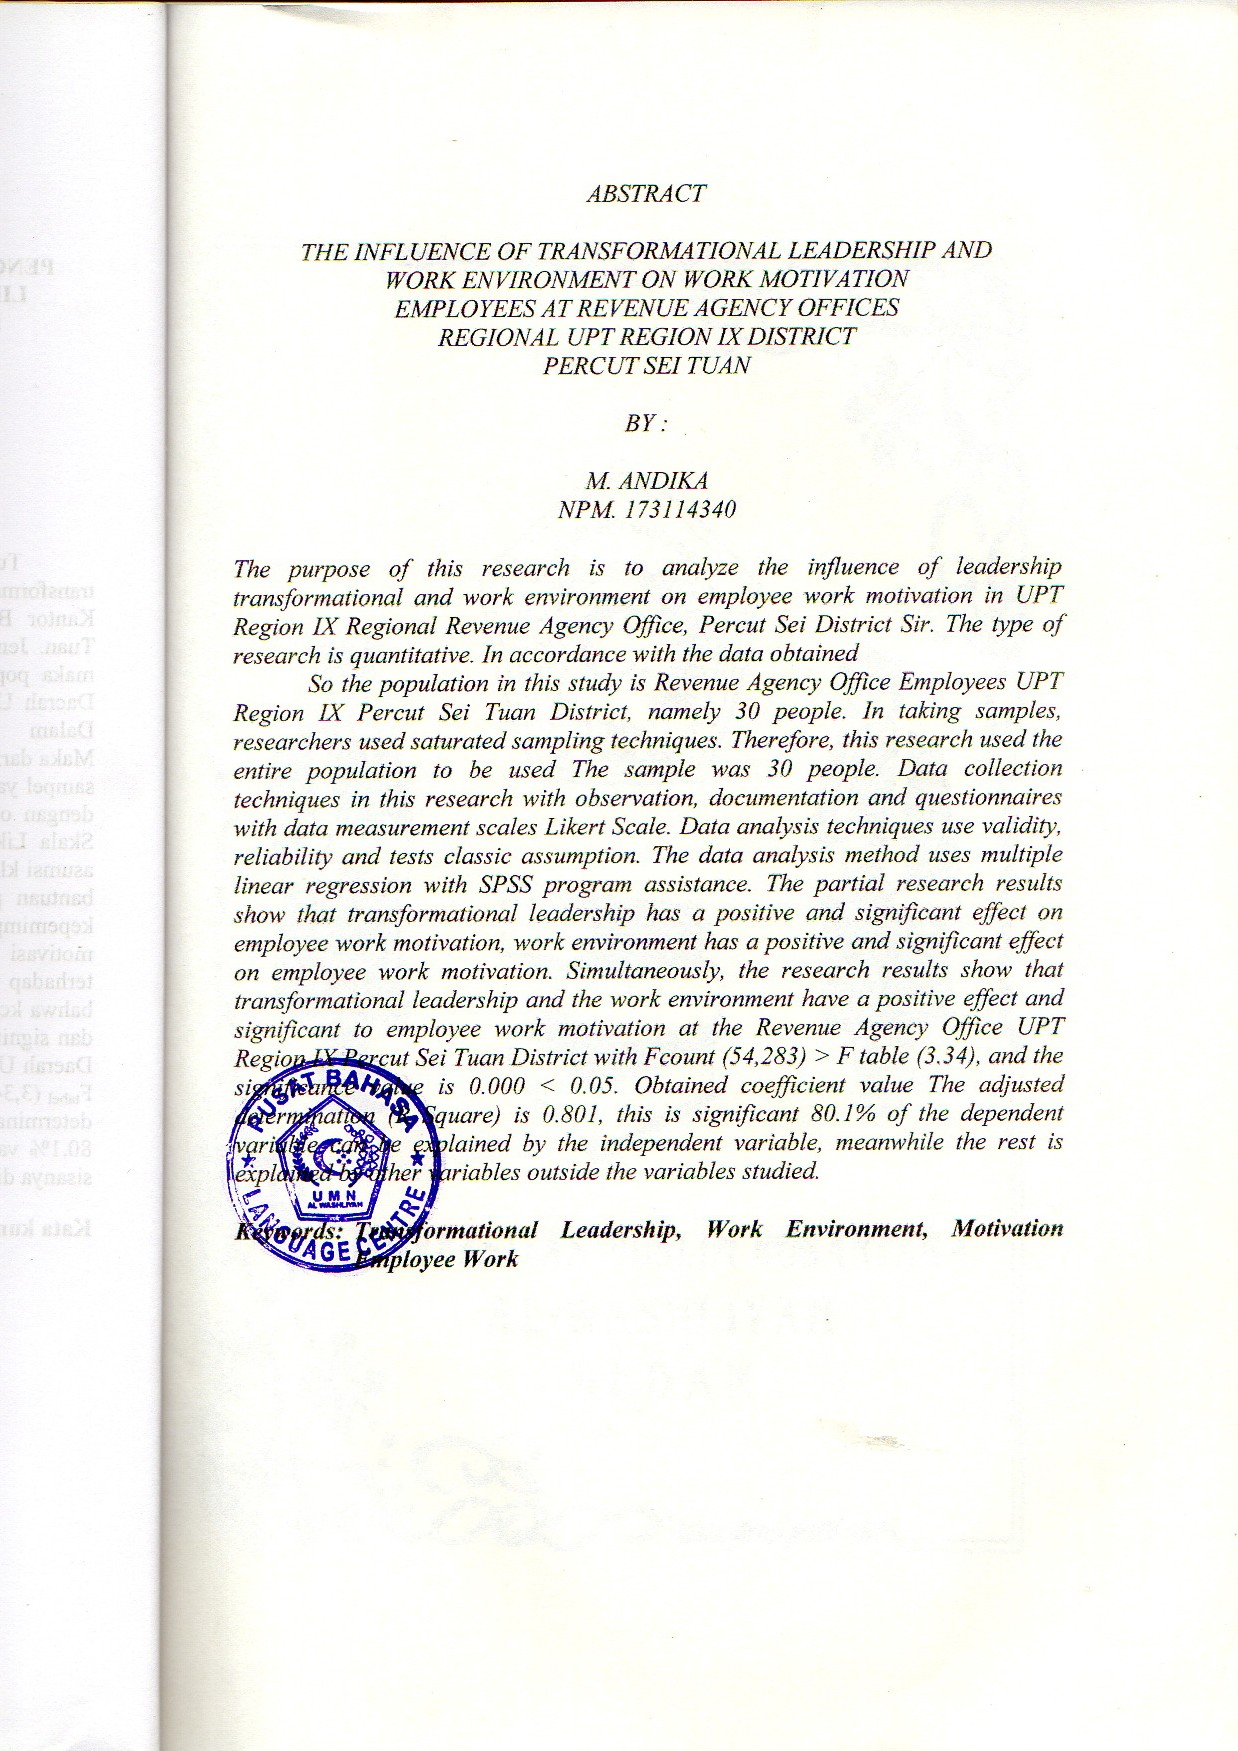 ABSTRACT
THE INFLUENCE OF TRANSFORMATIONAL LEADERSHIP AND
WORK ENVIRONMENT ON WORK MOTIVATION
EMPLOYEES AT REVENUE AGENCY OFFICES
REGIONAL UPT REGION IX DISTRICT
PERCUT SEI TUAN
BY :
M. ANDIKA
NPM. 173114340
The purpose of this research is to analyze the influence of leadership
transformational and work environment on employee work motivation in UPT
Region IX Regional Revenue Agency Office, Percut Sei District Sir. The type of
research is quantitative. In accordance with the data obtained
So the population in this study is Revenue Agency Office Employees UPT
Region IX Percut Sei Tuan District, namely 30 people. In taking samples,
researchers used saturated sampling techniques. Therefore, this research used the
entire population to be used The sample was 30 people. Data collection
techniques in this research with observation, documentation and questionnaires
with data measurement scales Likert Scale. Data analysis techniques use validity,
reliability and tests classic assumption. The data analysis method uses multiple
linear regression with SPSS program assistance. The partial research results
show that transformational leadership has a positive and significant effect on
employee work motivation, work environment has a positive and significant effect
on employee work motivation. Simultaneously, the research results show that
transformational leadership and the work environment have a positive effect and
significant to employee work motivation at the Revenue Agency Office UPT
Region IX Percut Sei Tuan District with Fcount (54,283) > F table (3.34), and the
significance value is 0.000 < 0.05. Obtained coefficient value The adjusted
determination (R Square) is 0.801, this is significant 80.1% of the dependent
variable can be explained by the independent variable, meanwhile the rest is
explained by other variables outside the variables studied.
Keywords: Transformational Leadership, Work Environment, Motivation
Employee Work
PUSAT BAHASA
UMN
AL WASHLIYAH
LANGUAGE CENTRE